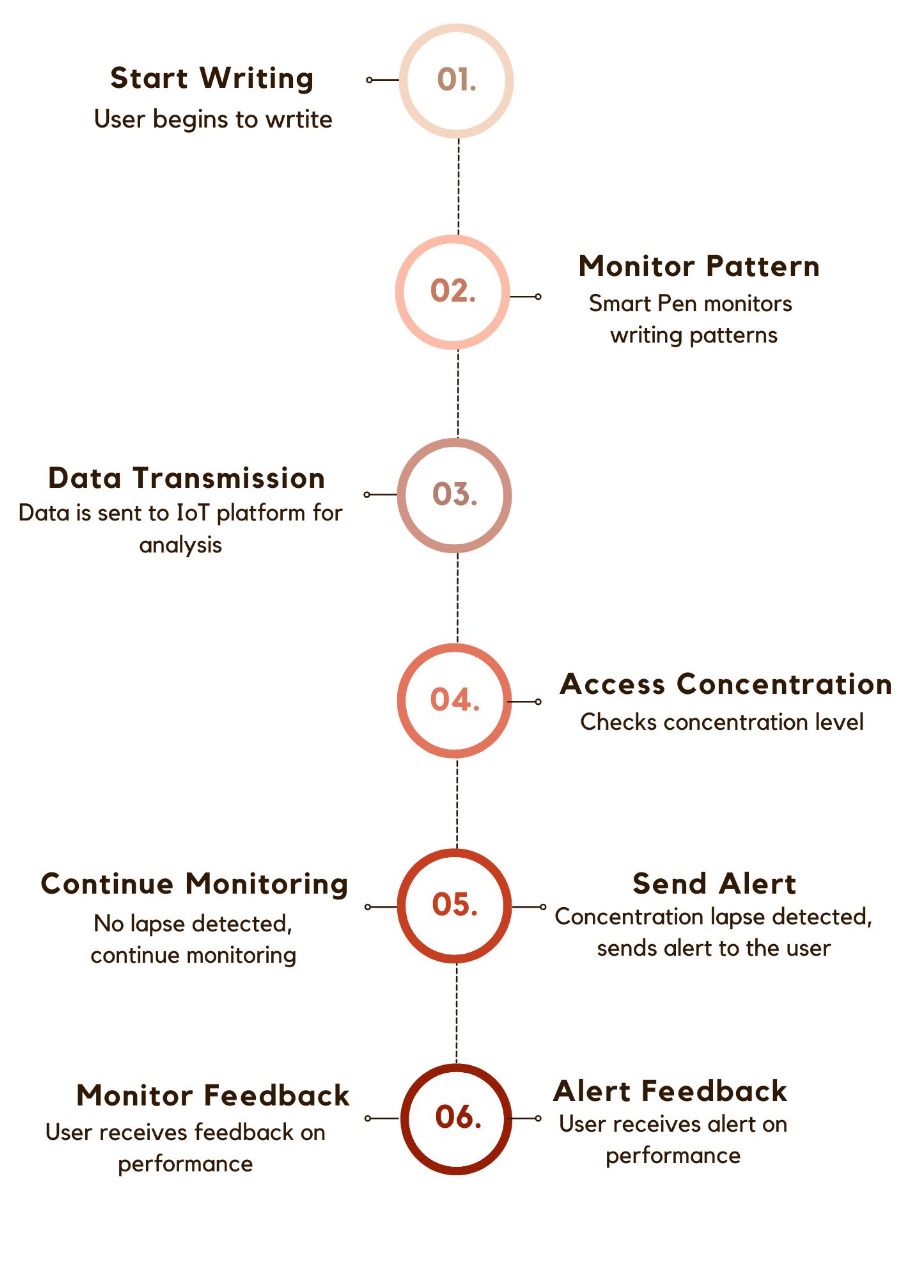 01.
Start Writing
User begins to wrtite
02.
Monitor Pattern
Smart Pen monitors
writing patterns
03.
Data Transmission
Data is sent to IoT platform for
analysis
04.
Access Concentration
Checks concentration level
05.
Continue Monitoring
No lapse detected,
continue monitoring
Send Alert
Concentration lapse detected,
sends alert to the user
06.
Monitor Feedback
User receives feedback on
performance
Alert Feedback
User receives alert on
performance